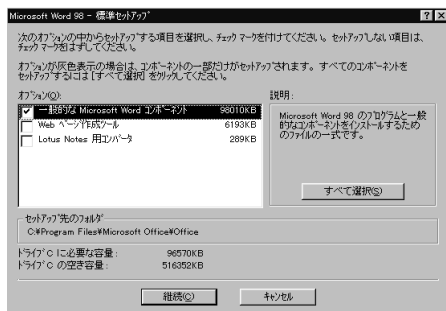 Microsoft Word 98 - 標準ｾｯﾄｱｯﾌﾟ
次のｵﾌﾟｼｮﾝの中からｾｯﾄｱｯﾌﾟする項目を選択し、ﾁｪｯｸ ﾏｰｸを付けてください。ｾｯﾄｱｯﾌﾟしない項目は、
ﾁｪｯｸ ﾏｰｸをはずしてください。
ｵﾌﾟｼｮﾝが灰色表示の場合は、ｺﾝﾎﾟｰﾈﾝﾄの一部だけがｾｯﾄｱｯﾌﾟされます。すべてのｺﾝﾎﾟｰﾈﾝﾄを
ｾｯﾄｱｯﾌﾟするには [すべて選択] をｸﾘｯｸしてください。
ｵﾌﾟｼｮﾝ(O):
一般的な Microsoft Word ｺﾝﾎﾟｰﾈﾝﾄ 98010KB
Web ﾍﾟｰｼﾞ作成ﾂｰﾙ 6193KB
Lotus Notes 用ｺﾝﾊﾞｰﾀ 289KB
説明:
Microsoft Word 98 のﾌﾟﾛｸﾞﾗﾑと一般
的なｺﾝﾎﾟｰﾈﾝﾄをｲﾝｽﾄｰﾙするため
のﾌｧｲﾙの一式です。
すべて選択(S)
ｾｯﾄｱｯﾌﾟ先のﾌｫﾙﾀﾞ
C:¥Program Files¥Microsoft Office¥Office
ﾄﾞﾗｲﾌﾞ C に必要な容量: 96570KB
ﾄﾞﾗｲﾌﾞ C の空き容量: 516352KB
継続(C)
ｷｬﾝｾﾙ